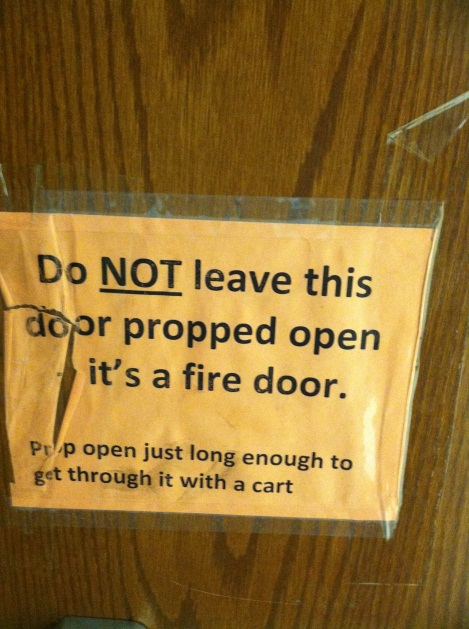 Do NOT leave this
door propped open
it's a fire door.
Prop open just long enough to
get through it with a cart